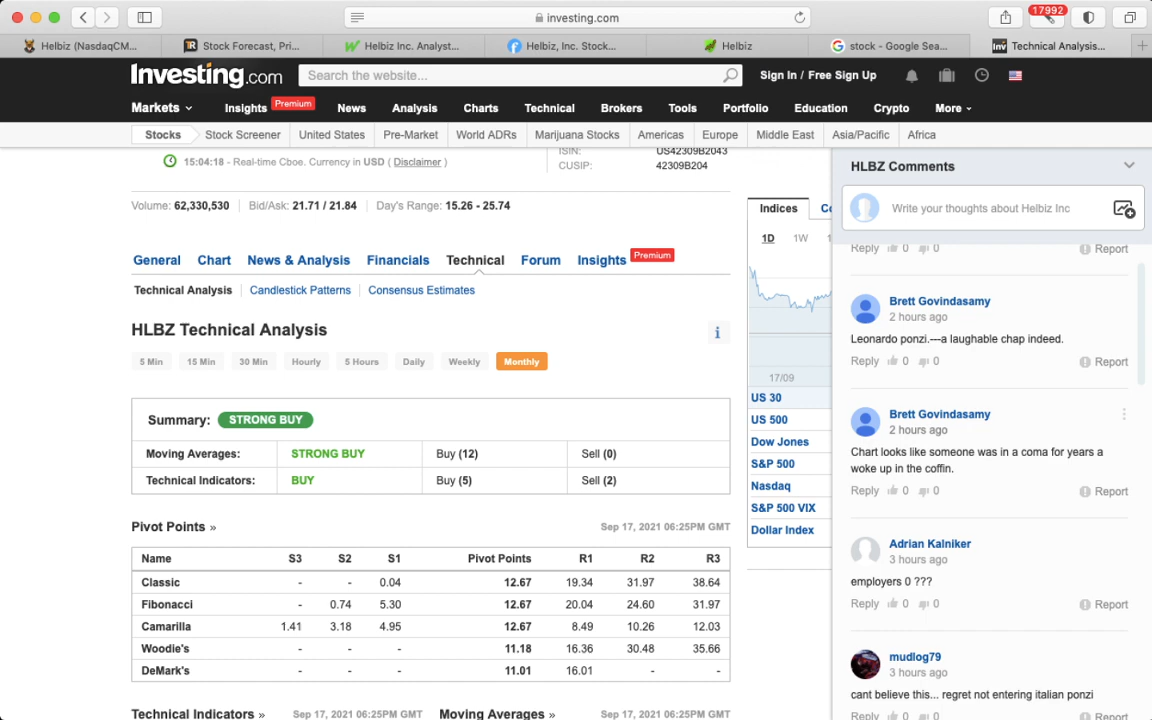 investing.com
17992
Helbiz (NasdaqCM...
Stock Forecast, Pri...
Helbiz Inc. Analyst...
Helbiz, Inc. Stock...
Helbiz
stock - Google Sea...
Technical Analysis...
Investing.com
Search the website...
Sign In / Free Sign Up
Markets
Insights
Premium
News
Analysis
Charts
Technical
Brokers
Tools
Portfolio
Education
Crypto
More
Stocks
Stock Screener
United States
Pre-Market
World ADRs
Marijuana Stocks
Americas
Europe
Middle East
Asia/Pacific
Africa
15:04:18 - Real-time Cboe. Currency in USD ( Disclaimer )
ISIN: US42309B2043
CUSIP: 42309B204
Volume: 62,330,530 Bid/Ask: 21.71 / 21.84 Day's Range: 15.26 - 25.74
General Chart News & Analysis Financials Technical Forum Insights Premium
Technical Analysis Candlestick Patterns Consensus Estimates
HLBZ Technical Analysis
5 Min 15 Min 30 Min Hourly 5 Hours Daily Weekly Monthly
Summary: STRONG BUY
Moving Averages: STRONG BUY Buy (12) Sell (0)
Technical Indicators: BUY Buy (5) Sell (2)
Pivot Points » Sep 17, 2021 06:25PM GMT
Name S3 S2 S1 Pivot Points R1 R2 R3
Classic - - 0.04 12.67 19.34 31.97 38.64
Fibonacci - 0.74 5.30 12.67 20.04 24.60 31.97
Camarilla 1.41 3.18 4.95 12.67 8.49 10.26 12.03
Woodie's - - - 11.18 16.36 30.48 35.66
DeMark's - - - 11.01 16.01 - -
Technical Indicators » Sep 17, 2021 06:25PM GMT
Moving Averages » Sep 17, 2021 06:25PM GMT
Indices
1D 1W
17/09
US 30
US 500
Dow Jones
S&P 500
Nasdaq
S&P 500 VIX
Dollar Index
HLBZ Comments
Write your thoughts about Helbiz Inc
Reply 0 0 Report
Brett Govindasamy
2 hours ago
Leonardo ponzi.---a laughable chap indeed.
Reply 0 0 Report
Brett Govindasamy
2 hours ago
Chart looks like someone was in a coma for years a
woke up in the coffin.
Reply 0 0 Report
Adrian Kalniker
3 hours ago
employers 0 ???
Reply 0 0 Report
mudlog79
3 hours ago
cant believe this... regret not entering italian ponzi
Reply 0 0 Report